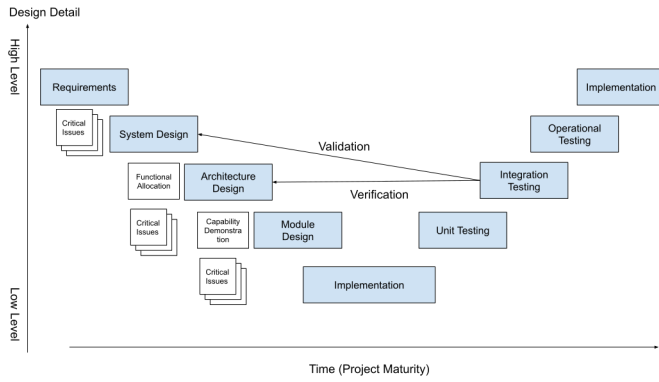 Design Detail
High Level
Requirements
Implementation
Critical
Issues
System Design
Validation
Operational
Testing
Functional
Allocation
Architecture
Design
Verification
Integration
Testing
Critical
Issues
Capability
Demonstra
tion
Module
Design
Unit Testing
Critical
Issues
Implementation
Low Level
Time (Project Maturity)